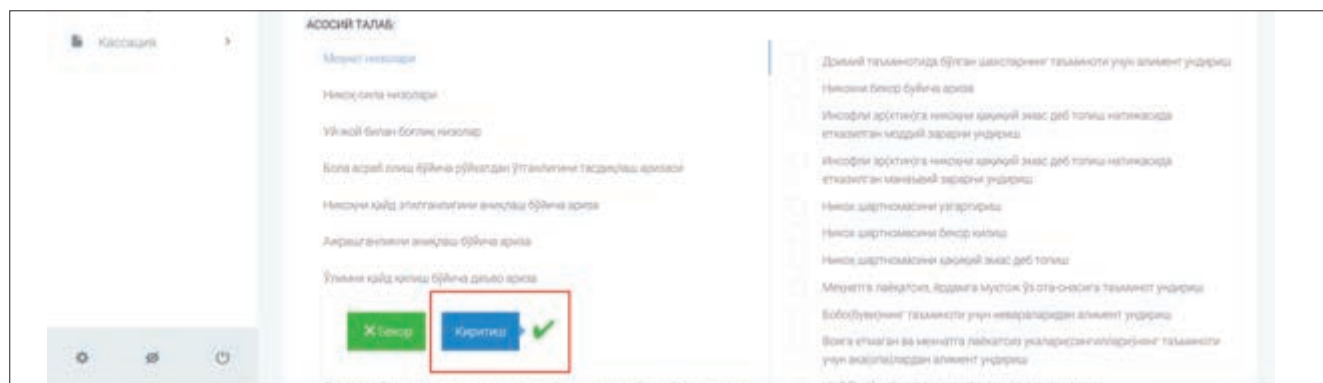 АСОСИЙ ТАЛАБ:
Кассация
Меҳнат низолари
Никоҳ-оила низолари
Уй-жой билан боғлиқ низолар
Бола асраб олиш бўйича рўйхатдан ўтганлигини тасдиқлаш аризаси
Никоҳни қайд этилганлигини аниқлаш бўйича ариза
Ажрашганликни аниқлаш бўйича ариза
Ўлимни қайд қилиш бўйича даъво ариза
Бекор
Киритиш
Доимий таъминотида бўлган шахсларнинг таъминоти учун алимент ундириш
Никоҳни бекор бўйича ариза
Инсофли эр(хотин)га никоҳни ҳақиқий эмас деб топиш натижасида
етказилган моддий зарарни ундириш
Инсофли эр(хотин)га никоҳни ҳақиқий эмас деб топиш натижасида
етказилган маънавий зарарни ундириш
Никоҳ шартномасини узгартириш
Никоҳ шартномасини бекор килиш
Никоҳ шартномасини ҳақиқий эмас деб топиш
Меҳнатга лаёқатсиз, ёрдамга муҳтож ўз ота-онасига таъминот ундириш
Бобо(буви)нинг таъминоти учун невараларидан алимент ундириш
Вояга етмаган ва меҳнатга лаёқатсиз укалари(сингиллари)нинг таъминоти
учун ака(опа)лардан алимент ундириш